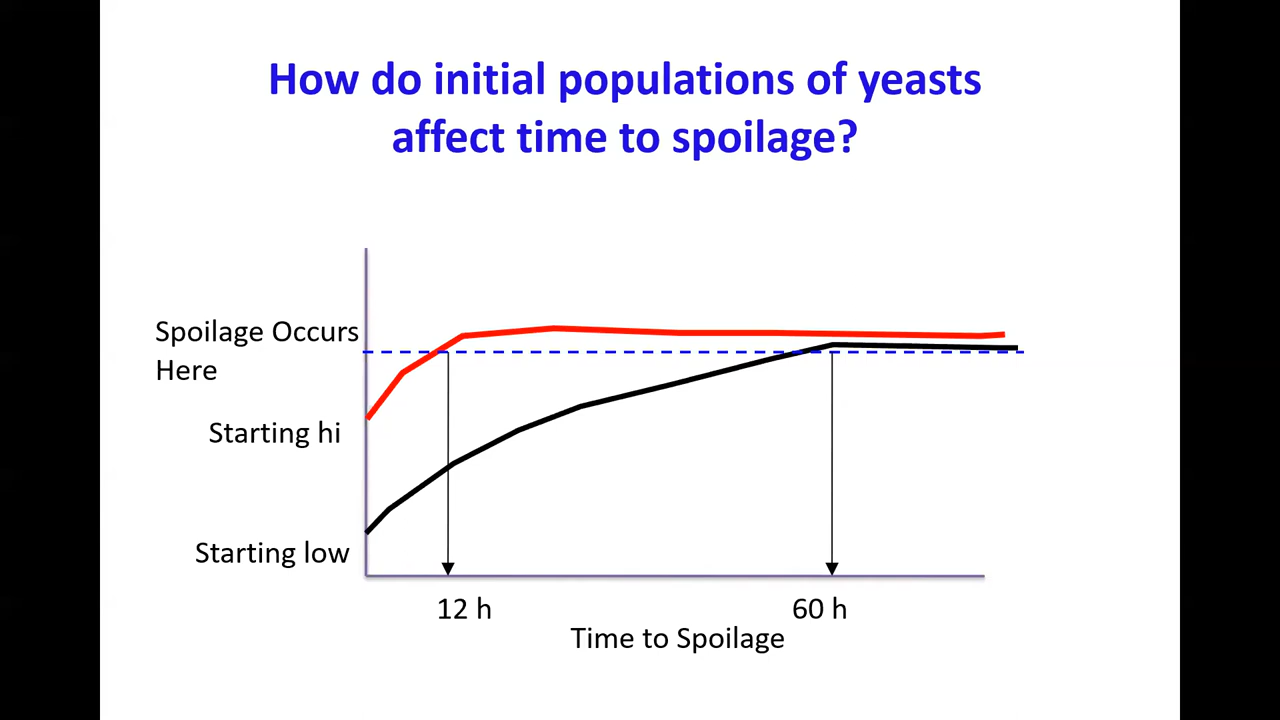 How do initial populations of yeasts
affect time to spoilage?
Spoilage Occurs
Here
Starting hi
Starting low
12 h
60 h
Time to Spoilage